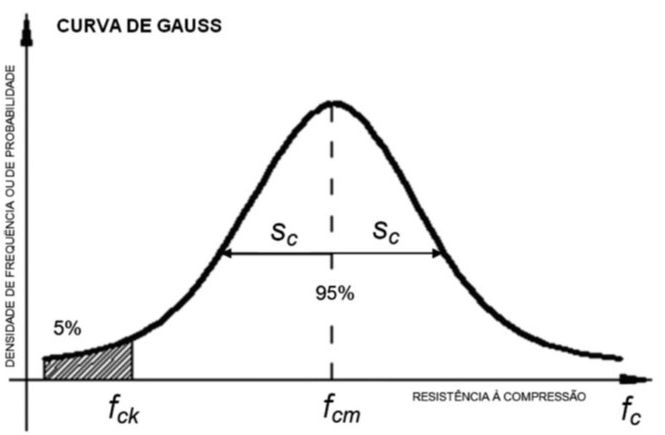 CURVA DE GAUSS
DENSIDADE DE FREQUÊNCIA OU DE PROBABILIDADE
Sc Sc
95%
5%
RESISTÊNCIA À COMPRESSÃO
fck fcm fc